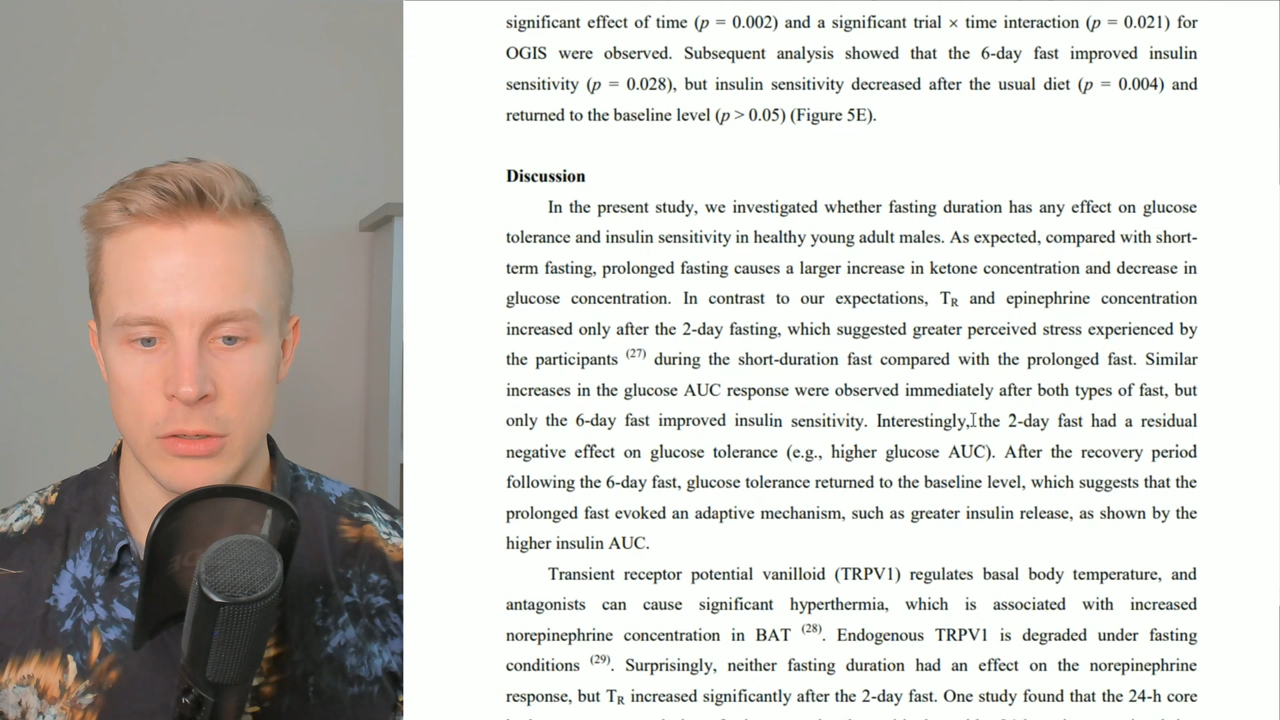 significant effect of time (p = 0.002) and a significant trial × time interaction (p = 0.021) for
OGIS were observed. Subsequent analysis showed that the 6-day fast improved insulin
sensitivity (p = 0.028), but insulin sensitivity decreased after the usual diet (p = 0.004) and
returned to the baseline level (p > 0.05) (Figure 5E).
Discussion
In the present study, we investigated whether fasting duration has any effect on glucose
tolerance and insulin sensitivity in healthy young adult males. As expected, compared with short-
term fasting, prolonged fasting causes a larger increase in ketone concentration and decrease in
glucose concentration. In contrast to our expectations, TR and epinephrine concentration
increased only after the 2-day fasting, which suggested greater perceived stress experienced by
the participants (27) during the short-duration fast compared with the prolonged fast. Similar
increases in the glucose AUC response were observed immediately after both types of fast, but
only the 6-day fast improved insulin sensitivity. Interestingly, the 2-day fast had a residual
negative effect on glucose tolerance (e.g., higher glucose AUC). After the recovery period
following the 6-day fast, glucose tolerance returned to the baseline level, which suggests that the
prolonged fast evoked an adaptive mechanism, such as greater insulin release, as shown by the
higher insulin AUC.
Transient receptor potential vanilloid (TRPV1) regulates basal body temperature, and
antagonists can cause significant hyperthermia, which is associated with increased
norepinephrine concentration in BAT (28). Endogenous TRPV1 is degraded under fasting
conditions (29). Surprisingly, neither fasting duration had an effect on the norepinephrine
response, but TR increased significantly after the 2-day fast. One study found that the 24-h core